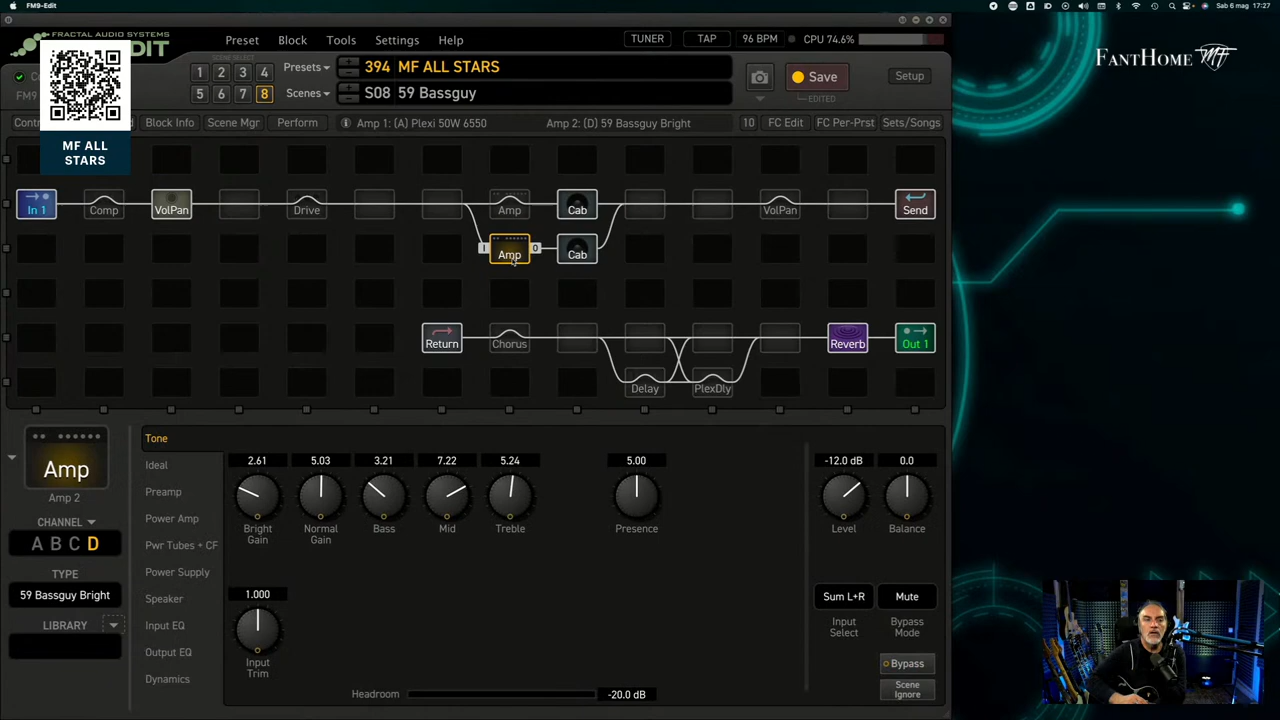 FM9-Edit
Sab 6 mag 17:27
FRACTAL AUDIO SYSTEMS
EDIT
Preset
Block
Tools
Settings
Help
TUNER
TAP
96 BPM
CPU 74.6%
SCENE SELECT
1 2 3 4
5 6 7 8
Presets
394 MF ALL STARS
Scenes
S08 59 Bassguy
Save
EDITED
Setup
FM9
Block Info
Scene Mgr
Perform
Amp 1: (A) Plexi 50W 6550
Amp 2: (D) 59 Bassguy Bright
10
FC Edit
FC Per-Prst
Sets/Songs
MF ALL
STARS
FANTHOME MF
In 1
Comp
VolPan
Drive
Amp
Cab
VolPan
Send
I
Amp
O
Cab
Return
Chorus
Reverb
Out 1
Delay
PlexDly
Amp
Amp 2
CHANNEL
A B C D
TYPE
59 Bassguy Bright
LIBRARY
Tone
Ideal
Preamp
Power Amp
Pwr Tubes + CF
Power Supply
Speaker
Input EQ
Output EQ
Dynamics
2.61
5.03
3.21
7.22
5.24
5.00
-12.0 dB
0.0
Bright
Gain
Normal
Gain
Bass
Mid
Treble
Presence
Level
Balance
1.000
Input
Trim
Sum L+R
Mute
Input
Select
Bypass
Mode
Bypass
Scene
Ignore
Headroom
-20.0 dB